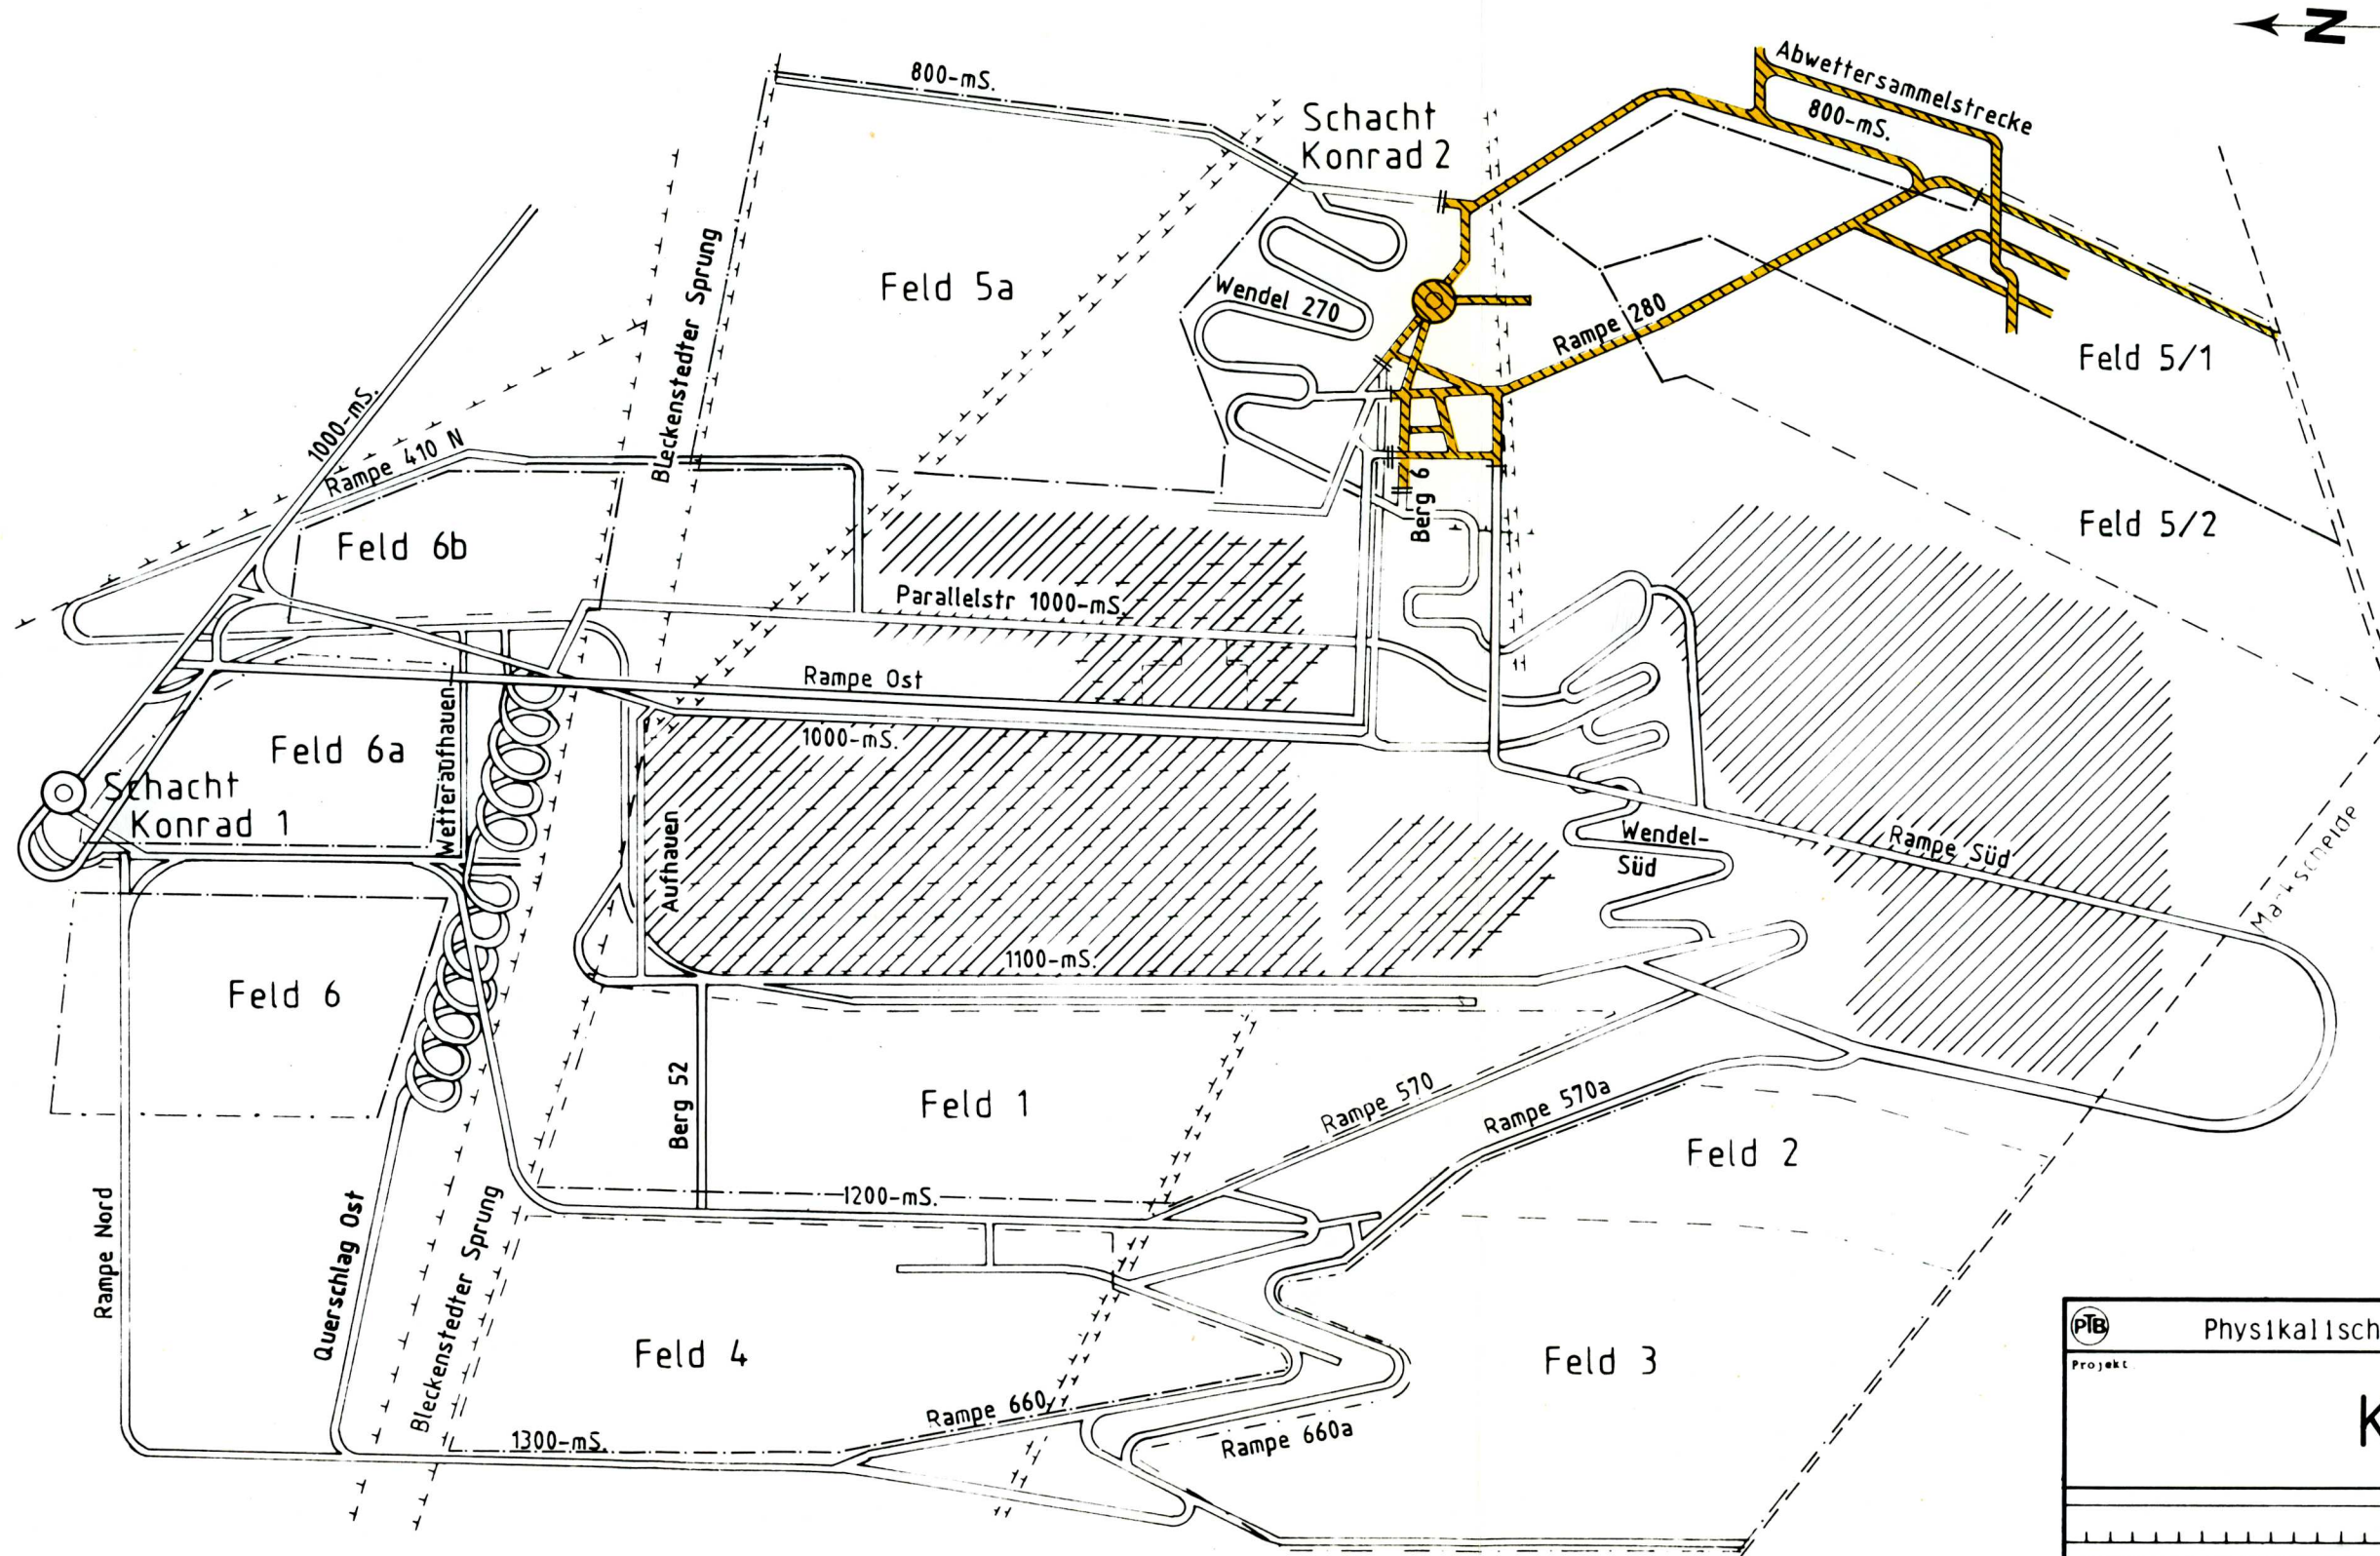 N
Abwettersammelstrecke
800-mS.
800-mS.
Schacht
Konrad 2
Bleckenstedter Sprung
Feld 5a
Wendel 270
Rampe 280
Feld 5/1
1000-mS.
Rampe 410 N
Berg 6
Feld 5/2
Feld 6b
Parallelstr 1000-mS.
Rampe Ost
1000-mS.
Wetteraufhauen
Feld 6a
Schacht
Konrad 1
Aufhauen
Wendel-
Süd
Rampe Süd
Markscheide
1100-mS.
Feld 6
Berg 52
Feld 1
Rampe 570
Rampe 570a
Feld 2
1200-mS.
Rampe Nord
Querschlag Ost
Bleckenstedter Sprung
Feld 4
Feld 3
Rampe 660
Rampe 660a
1300-mS.
PTB
Physikalisch
Projekt
K